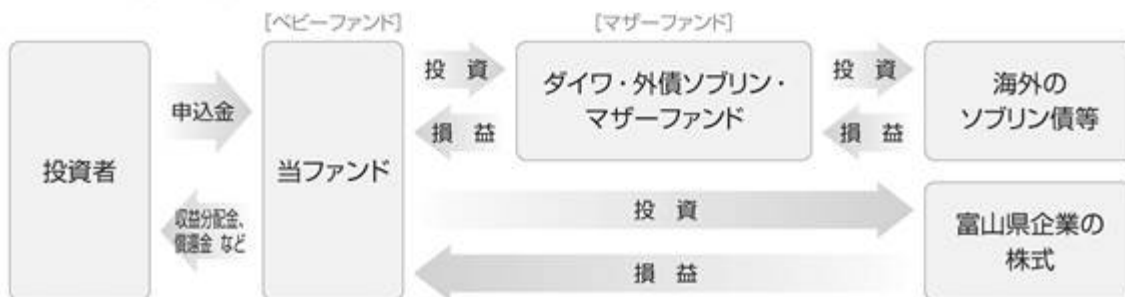 [ベビーファンド]
[マザーファンド]
投資者
申込金
収益分配金、
償還金 など
当ファンド
投 資
損 益
ダイワ・外債ソブリン・
マザーファンド
投 資
損 益
海外の
ソブリン債等
投 資
損 益
富山県企業の
株式